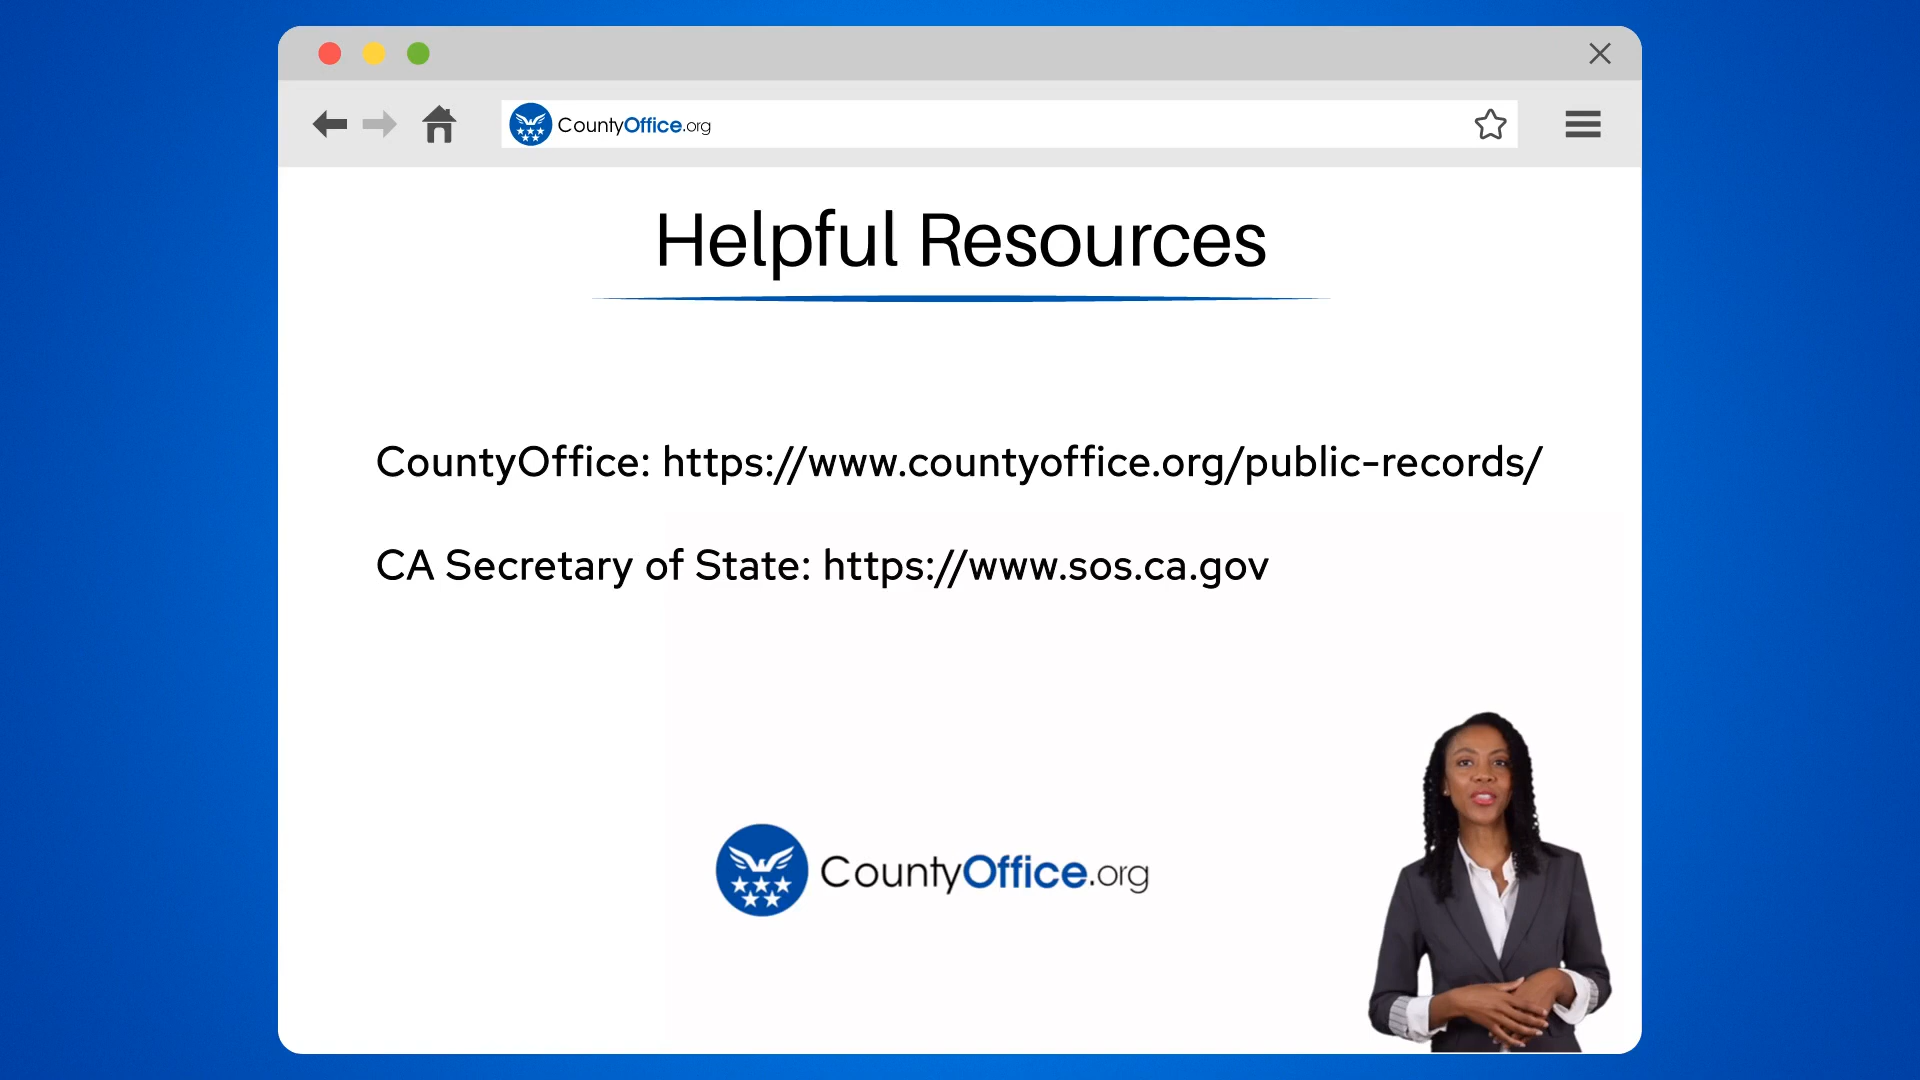 CountyOffice.org
Helpful Resources
CountyOffice: https://www.countyoffice.org/public-records/
CA Secretary of State: https://www.sos.ca.gov
CountyOffice.org